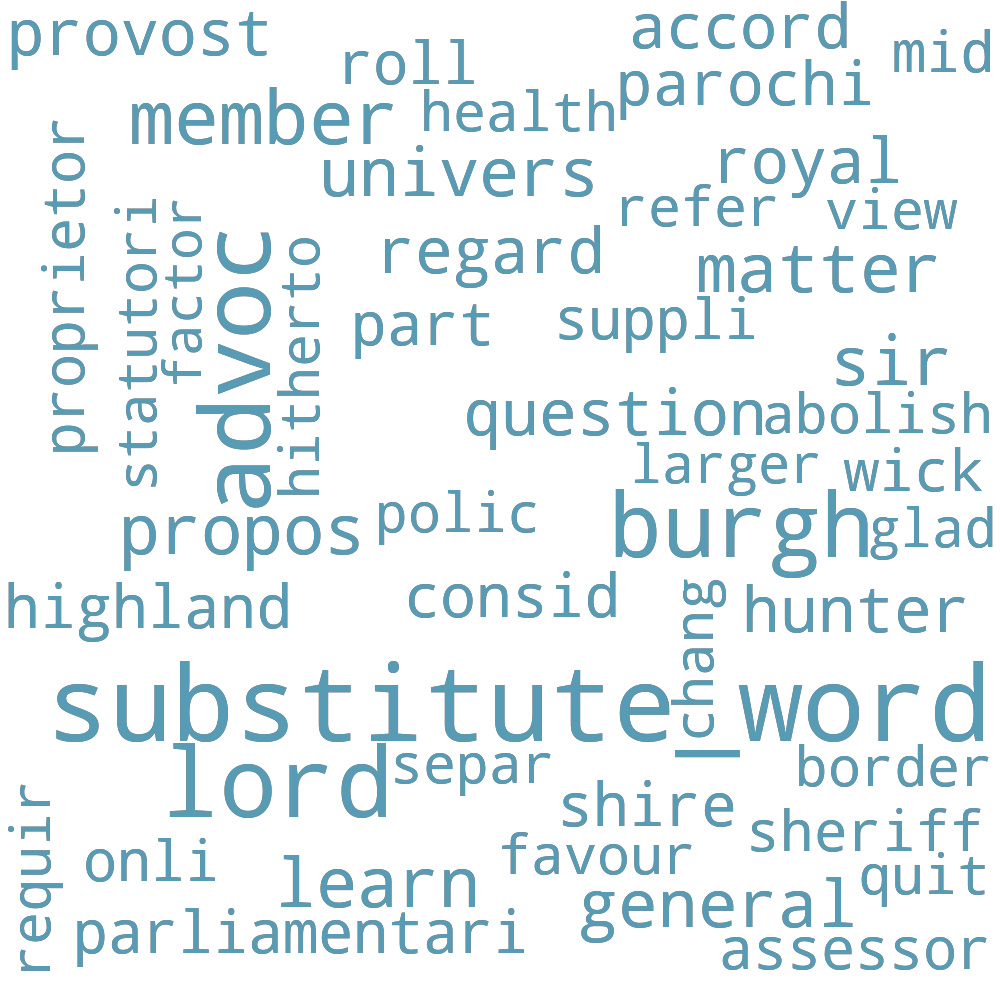 provost
accord
mid
roll
parochi
member
health
univers
royal
proprietor
statutori
factor
refer
view
advoc
hitherto
regard
matter
part
suppli
sir
question
abolish
larger
wick
propos
polic
burgh
glad
highland
consid
chang
hunter
substitute_word
lord
separ
border
requir
shire
sheriff
onli
learn
favour
quit
general
parliamentari
assessor